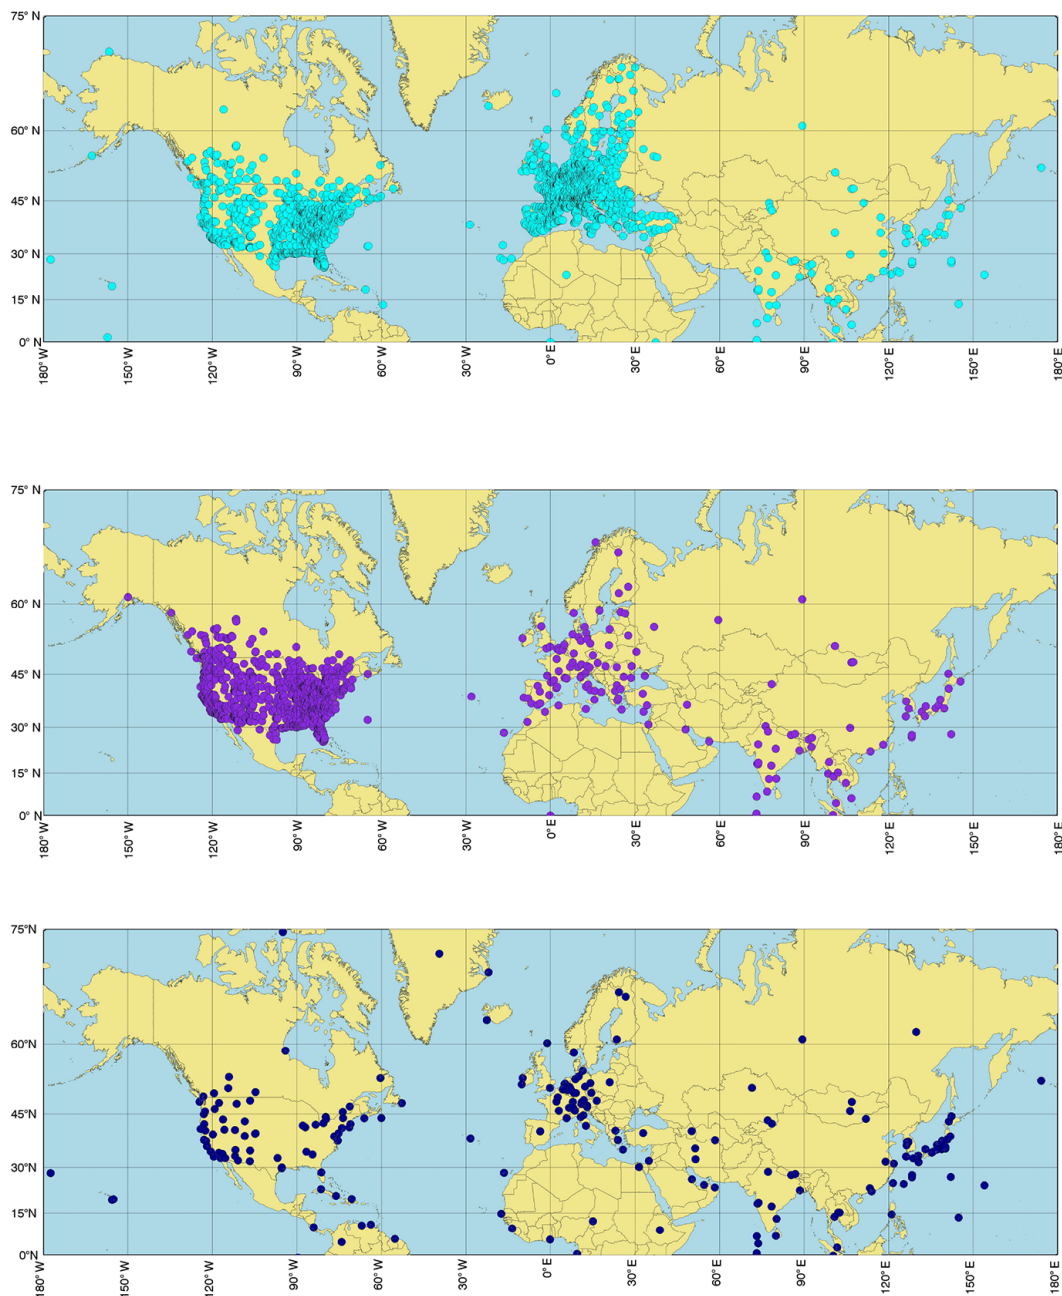 75° N
60° N
45° N
30° N
15° N
0° N
180° W
150° W
120° W
90° W
60° W
30° W
0° E
30° E
60° E
90° E
120° E
150° E
180° E
75° N
60° N
45° N
30° N
15° N
0° N
180° W
150° W
120° W
90° W
60° W
30° W
0° E
30° E
60° E
90° E
120° E
150° E
180° E
75°N
60°N
45°N
30°N
15°N
0°N
180° W
150° W
120° W
90° W
60° W
30° W
0° E
30° E
60° E
90° E
120° E
150° E
180° E